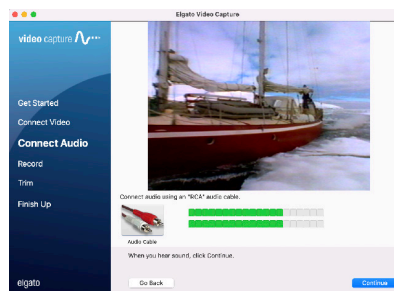 Elgato Video Capture
video capture
Get Started
Connect Video
Connect Audio
Record
Trim
Finish Up
Connect audio using an "RCA" audio cable.
Audio Cable
When you hear sound, click Continue.
elgato
Go Back
Continue